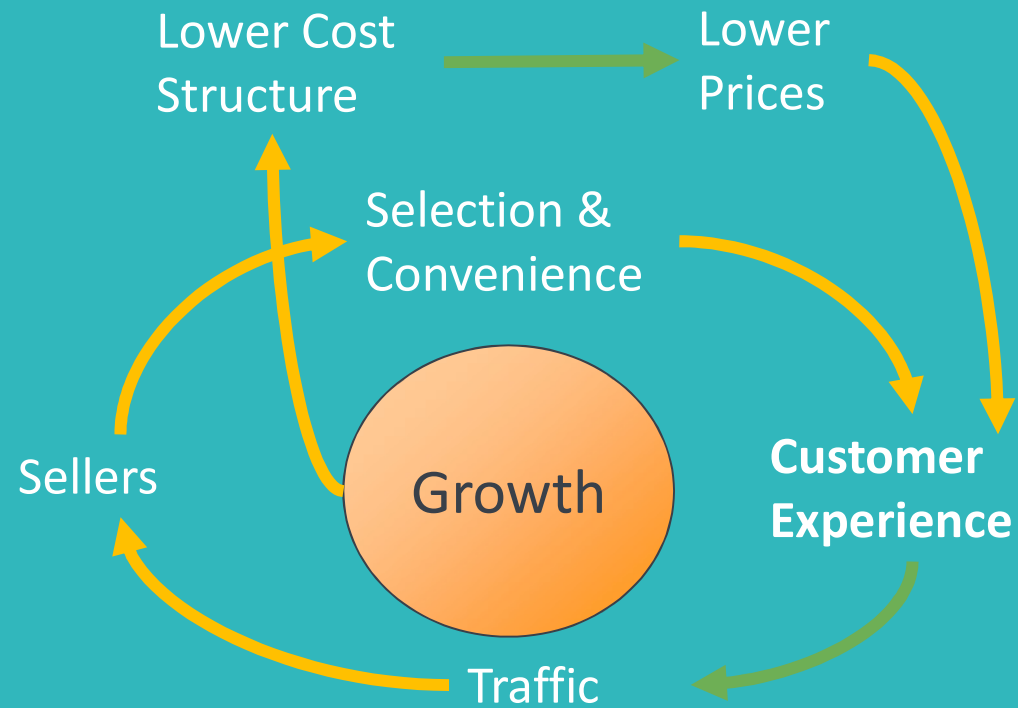 Lower Cost
Structure
Lower
Prices
Selection &
Convenience
Sellers
Growth
Customer
Experience
Traffic